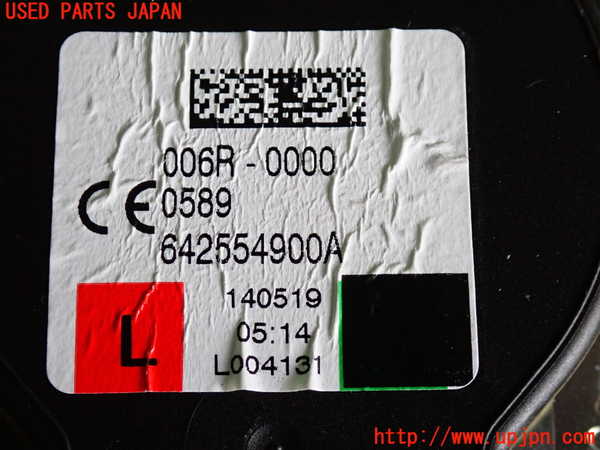 USED PARTS JAPAN
006R-0000
CE 0589
642554900A
140519
L
05:14
L004131
http://www.upjpn.com